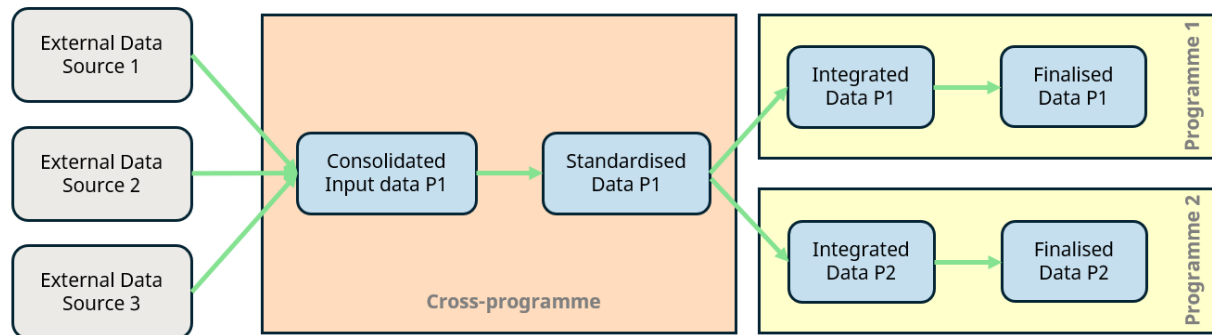 External Data
Source 1
External Data
Source 2
External Data
Source 3
Consolidated
Input data P1
Standardised
Data P1
Cross-programme
Integrated
Data P1
Finalised
Data P1
Programme 1
Integrated
Data P2
Finalised
Data P2
Programme 2